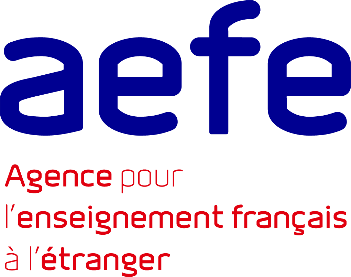 aefe
Agence pour
l'enseignement français
à l'étranger